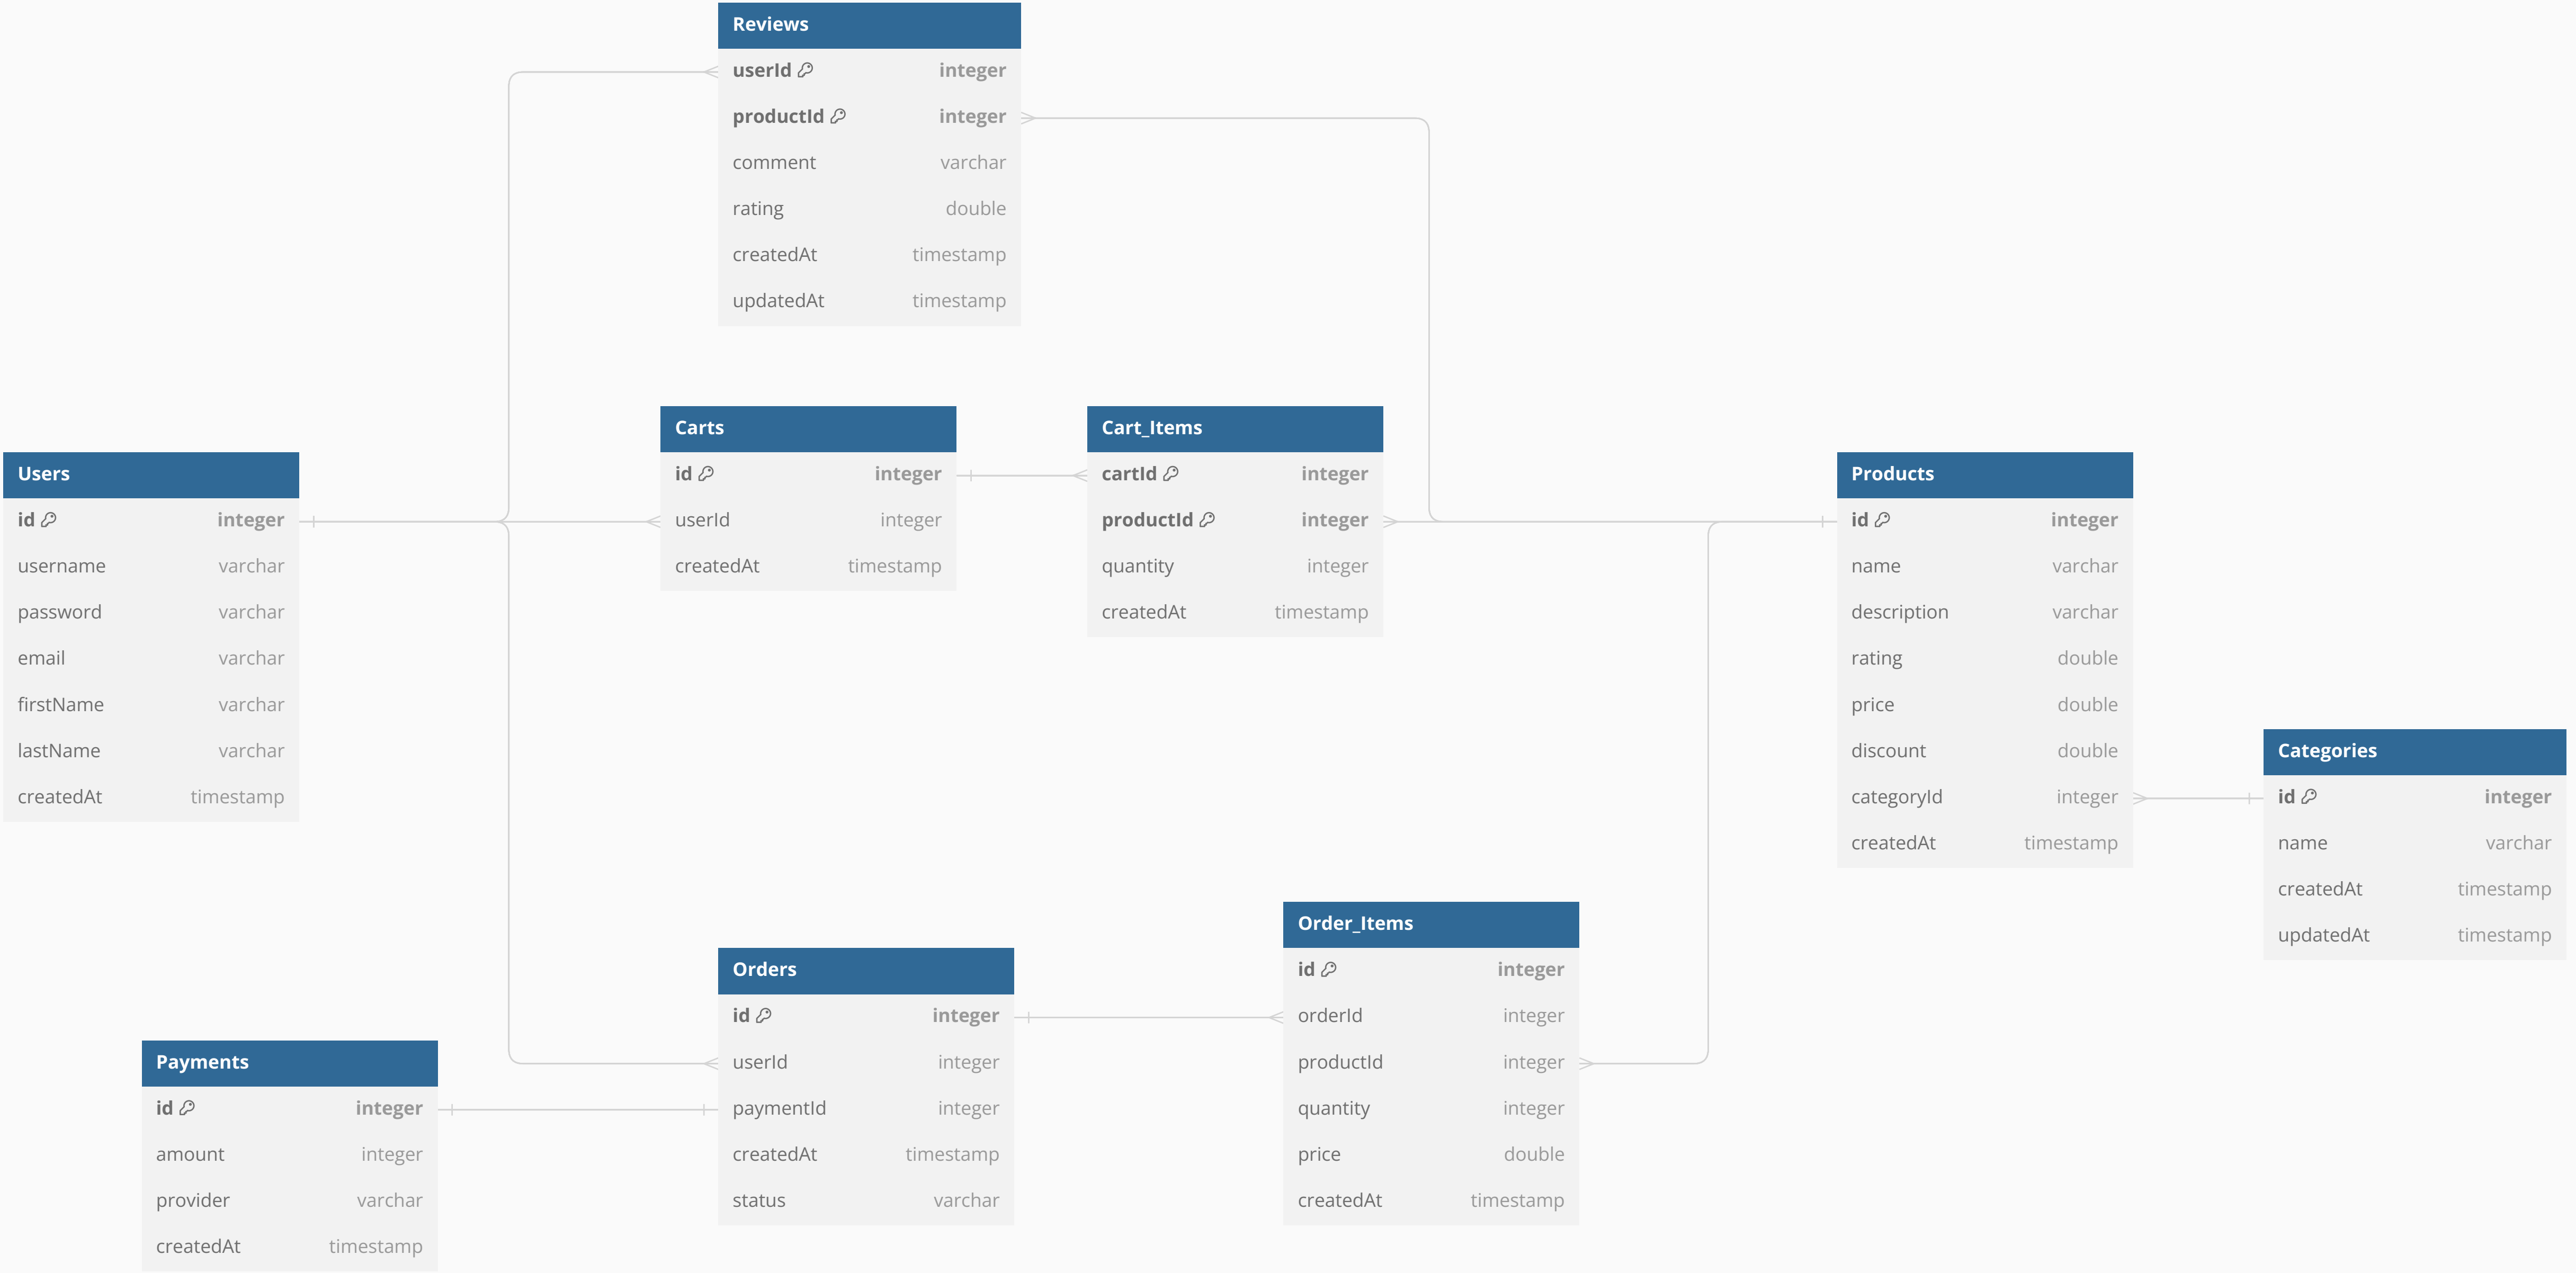 Reviews
userId integer
productId integer
comment varchar
rating double
createdAt timestamp
updatedAt timestamp
Carts
id integer
userId integer
createdAt timestamp
Cart_Items
cartId integer
productId integer
quantity integer
createdAt timestamp
Users
id integer
username varchar
password varchar
email varchar
firstName varchar
lastName varchar
createdAt timestamp
Products
id integer
name varchar
description varchar
rating double
price double
discount double
categoryId integer
createdAt timestamp
Categories
id integer
name varchar
createdAt timestamp
updatedAt timestamp
Order_Items
id integer
orderId integer
productId integer
quantity integer
price double
createdAt timestamp
Orders
id integer
userId integer
paymentId integer
createdAt timestamp
status varchar
Payments
id integer
amount integer
provider varchar
createdAt timestamp